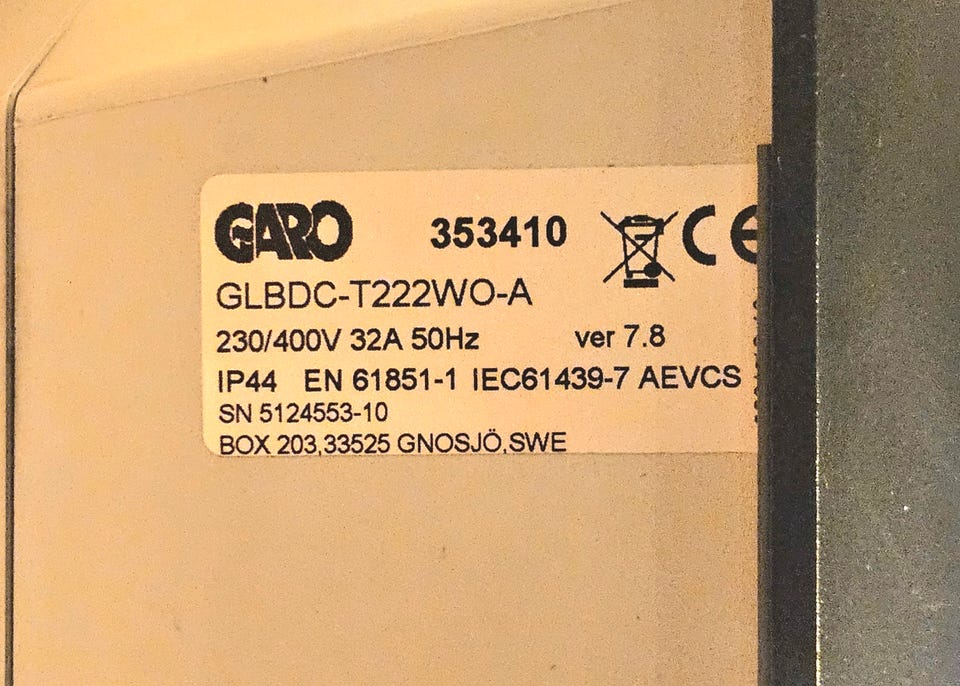 GARO 353410 CE
GLBDC-T222WO-A
230/400V 32A 50Hz ver 7.8
IP44 EN 61851-1 IEC61439-7 AEVCS
SN 5124553-10
BOX 203,33525 GNOSJÖ,SWE